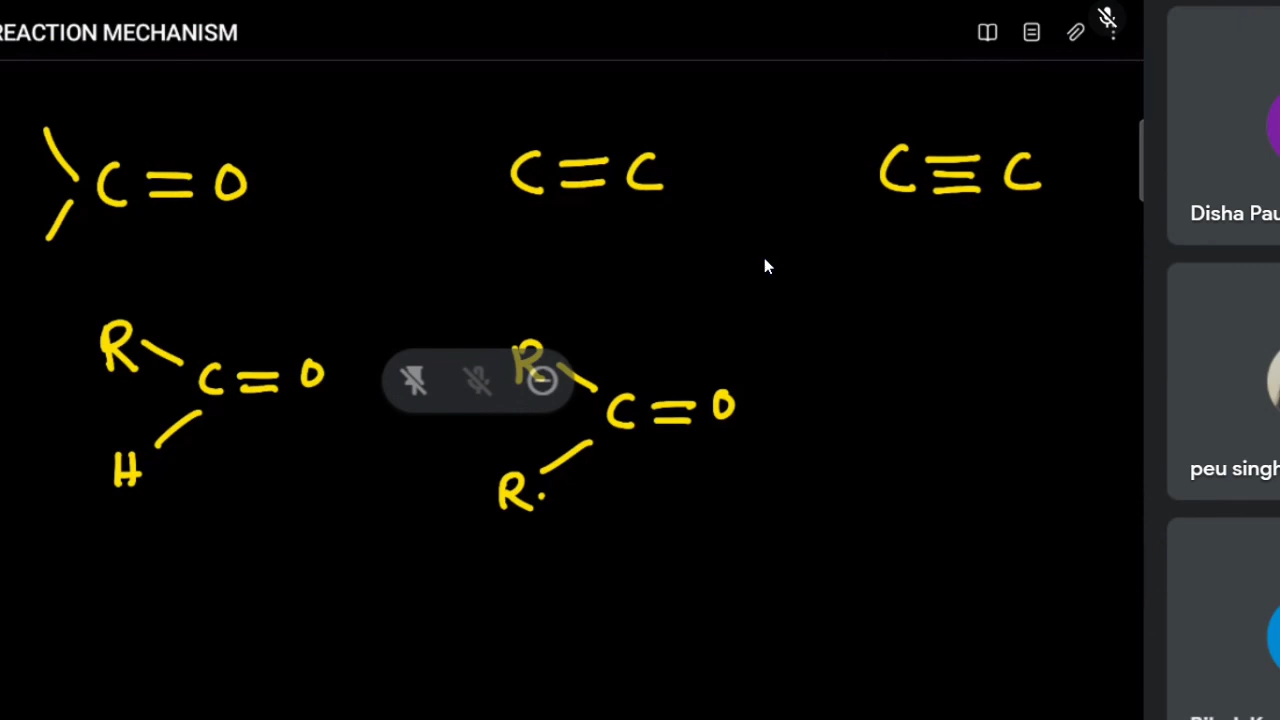 REACTION MECHANISM
C = O
C = C
C ≡ C
Disha Pau
R
C = O
H
R
C = O
R.
peu singh